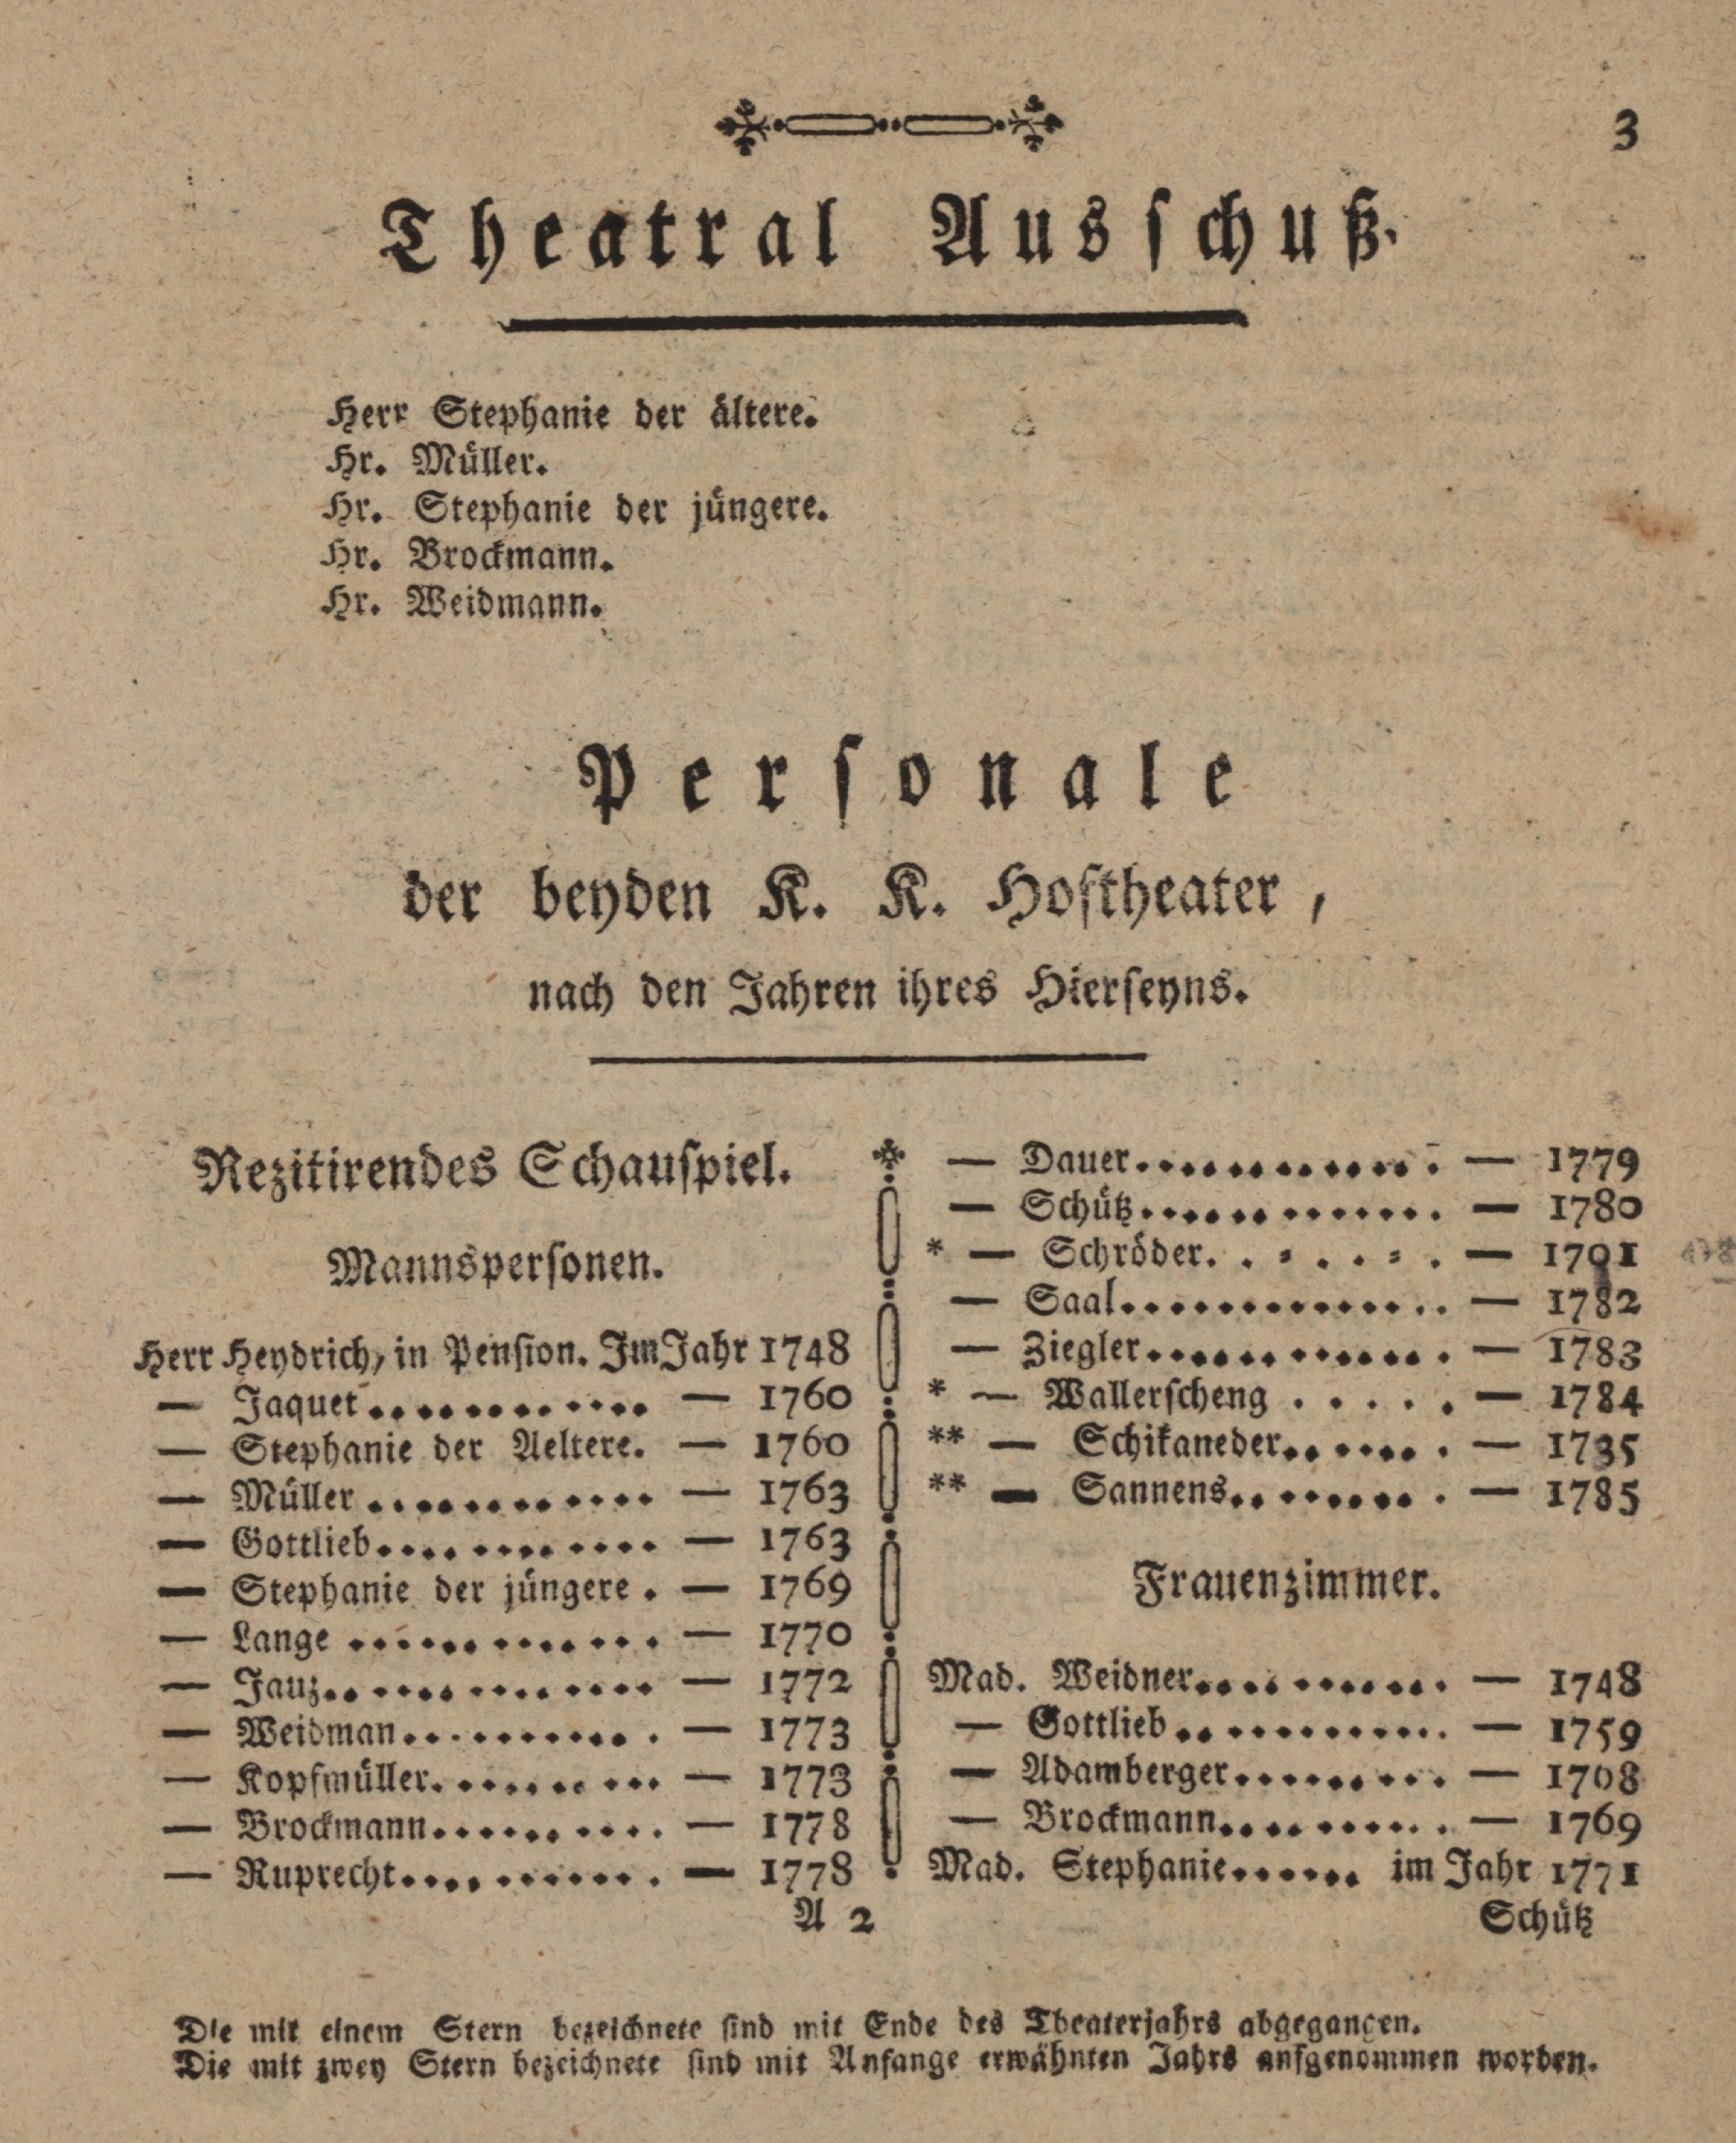 3
Theatral Ausschuß.
Herr Stephanie der ältere.
Hr. Müller.
Hr. Stephanie der jüngere.
Hr. Brockmann.
Hr. Weidmann.
Personale
der beyden K. K. Hoftheater,
nach den Jahren ihres Hierseyns.
Rezitirendes Schauspiel.
Mannspersonen.
Herr Heydrich, in Pension. Im Jahr 1748
— Jaquet ............ — 1760
— Stephanie der Aeltere. — 1760
— Müller ............ — 1763
— Gottlieb............ — 1763
— Stephanie der jüngere . — 1769
— Lange ............. — 1770
— Jauz.............. — 1772
— Weidman........... — 1773
— Kopfmüller.......... — 1773
— Brockmann.......... — 1778
— Ruprecht........... — 1778
A 2
— Dauer............. — 1779
— Schütz............. — 1780
* — Schröder. . = . . = . — 1701
— Saal.............. — 1782
— Ziegler............. — 1783
* — Wallerscheng . . . . . — 1784
** — Schikaneder....... . — 1785
** — Sannens......... . — 1785
Frauenzimmer.
Mad. Weidner........... — 1748
— Gottlieb............ — 1759
— Adamberger......... — 1768
— Brockmann.......... — 1769
Mad. Stephanie...... im Jahr 1771
Schütz
Die mit einem Stern bezeichnete sind mit Ende des Theaterjahrs abgegangen.
Die mit zwey Stern bezeichnete sind mit Anfange erwähnten Jahrs anfgenommen worden.